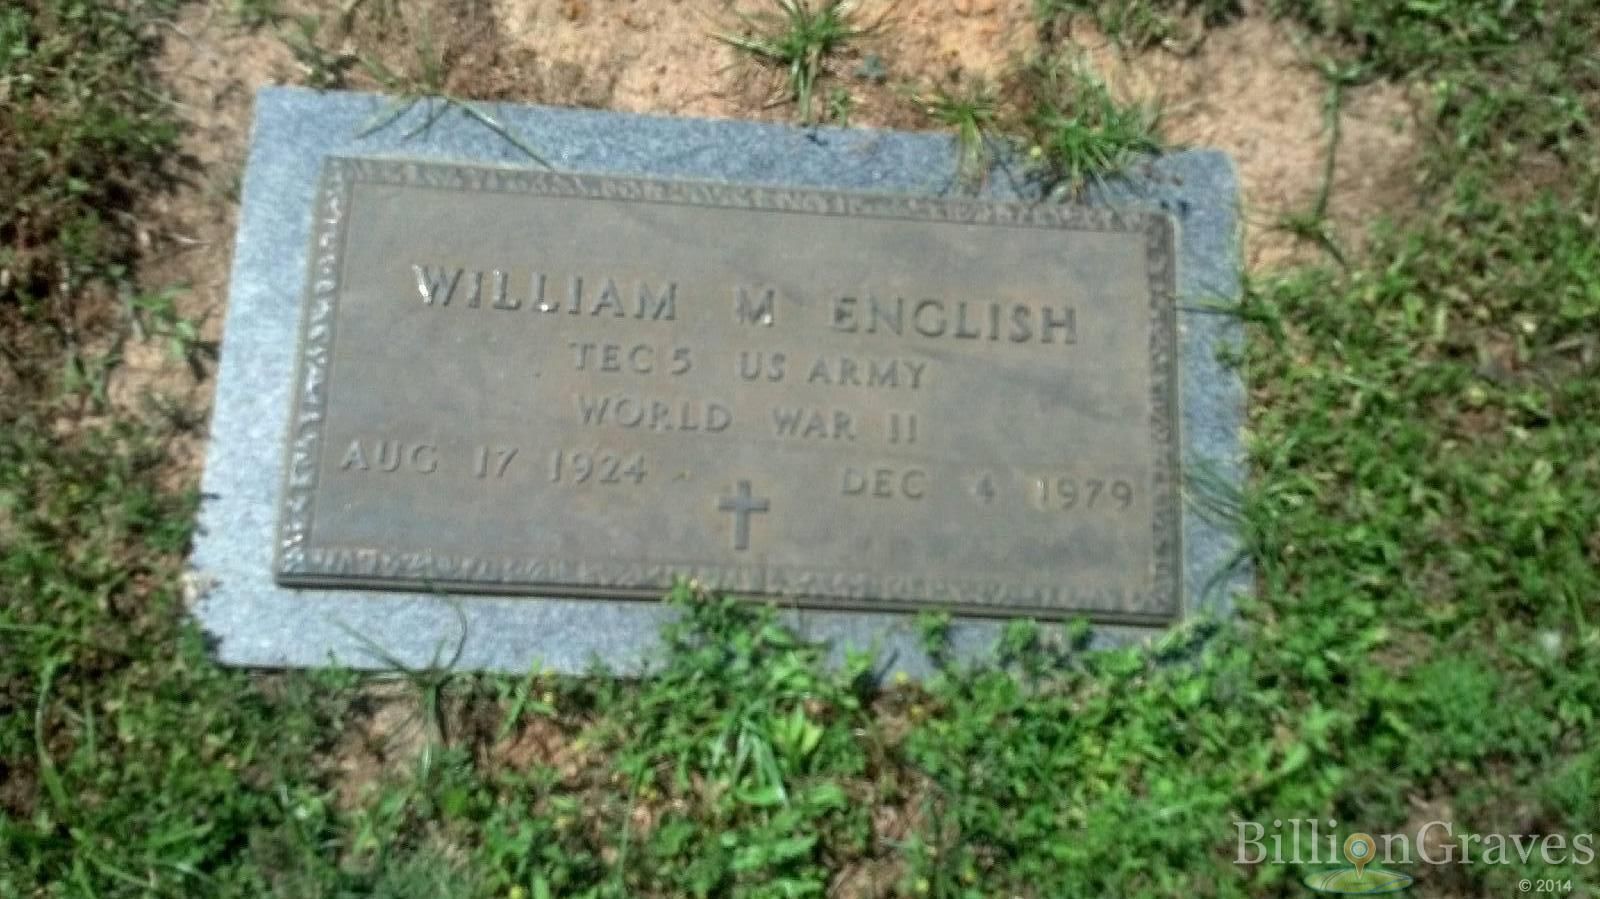 WILLIAM M ENGLISH
TEC 5 US ARMY
WORLD WAR II
AUG 17 1924 DEC 4 1979
BillionGraves
© 2014